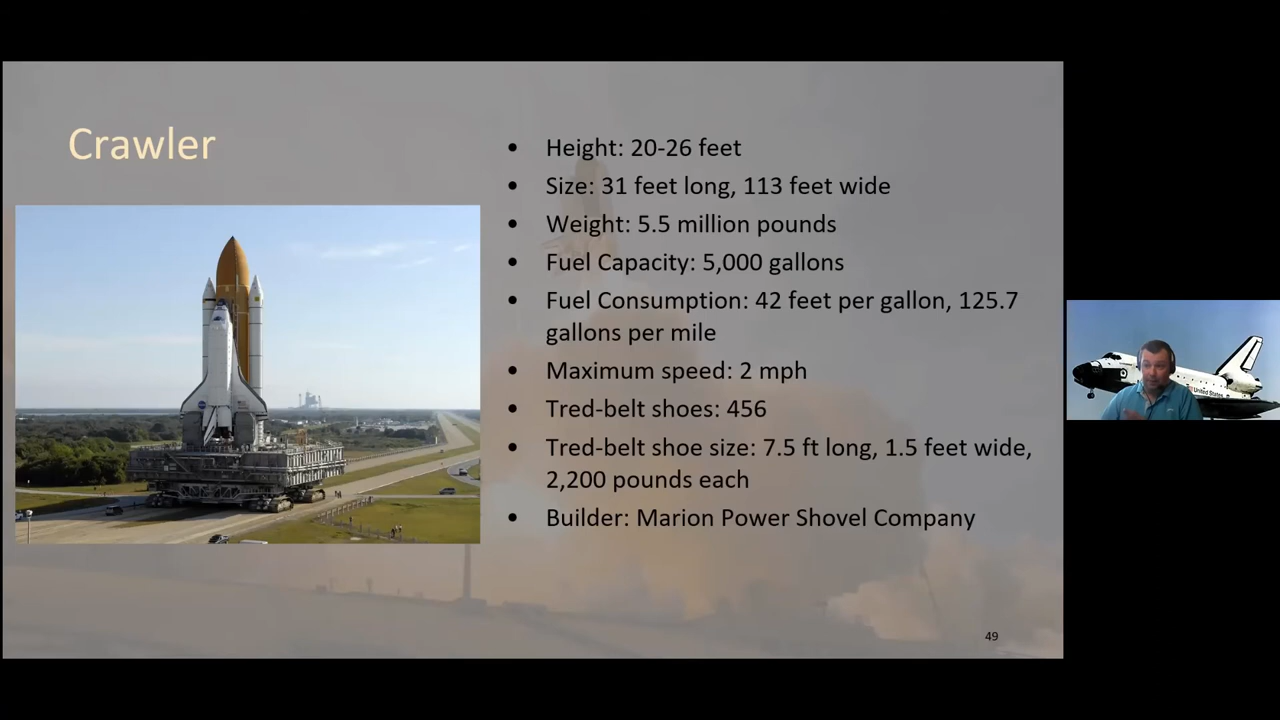 Crawler
• Height: 20-26 feet
• Size: 31 feet long, 113 feet wide
• Weight: 5.5 million pounds
• Fuel Capacity: 5,000 gallons
• Fuel Consumption: 42 feet per gallon, 125.7
gallons per mile
• Maximum speed: 2 mph
• Tred-belt shoes: 456
• Tred-belt shoe size: 7.5 ft long, 1.5 feet wide,
2,200 pounds each
• Builder: Marion Power Shovel Company
49
United States